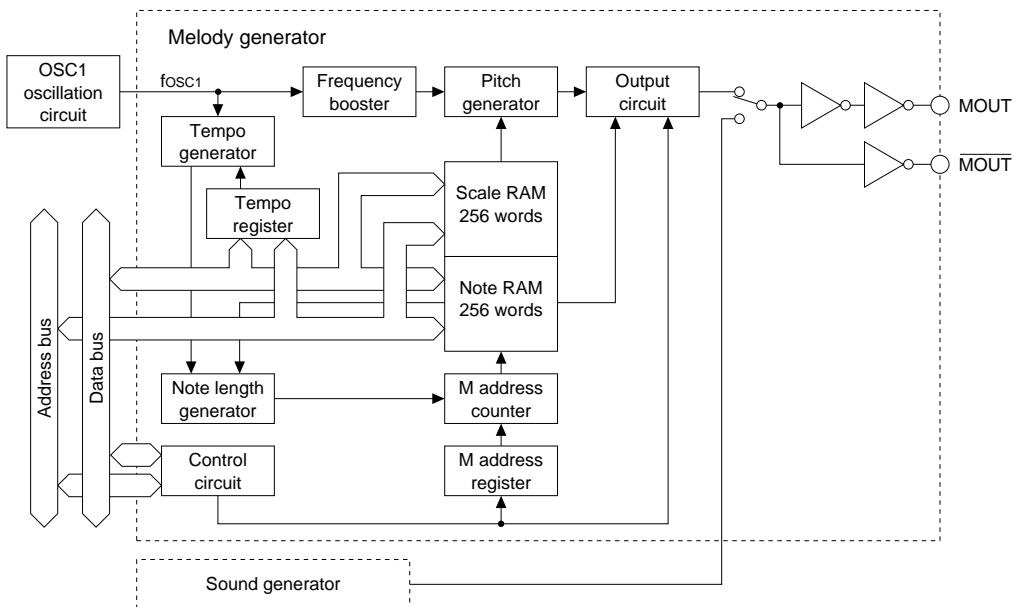 Melody generator
OSC1
oscillation
circuit
fOSC1
Frequency
booster
Pitch
generator
Output
circuit
MOUT
MOUT
Tempo
generator
Tempo
register
Scale RAM
256 words
Note RAM
256 words
Address bus
Data bus
Note length
generator
M address
counter
Control
circuit
M address
register
Sound generator